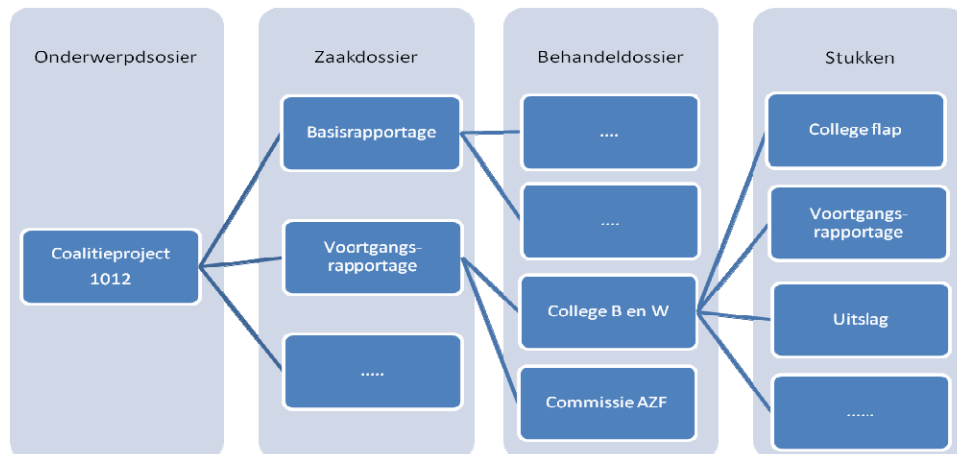 Onderwerpdsosier
Zaakdossier
Behandeldossier
Stukken
Coalitieproject
1012
Basisrapportage
Voortgangs-
rapportage
.....
....
....
College B en W
Commissie AZF
College flap
Voortgangs-
rapportage
Uitslag
......